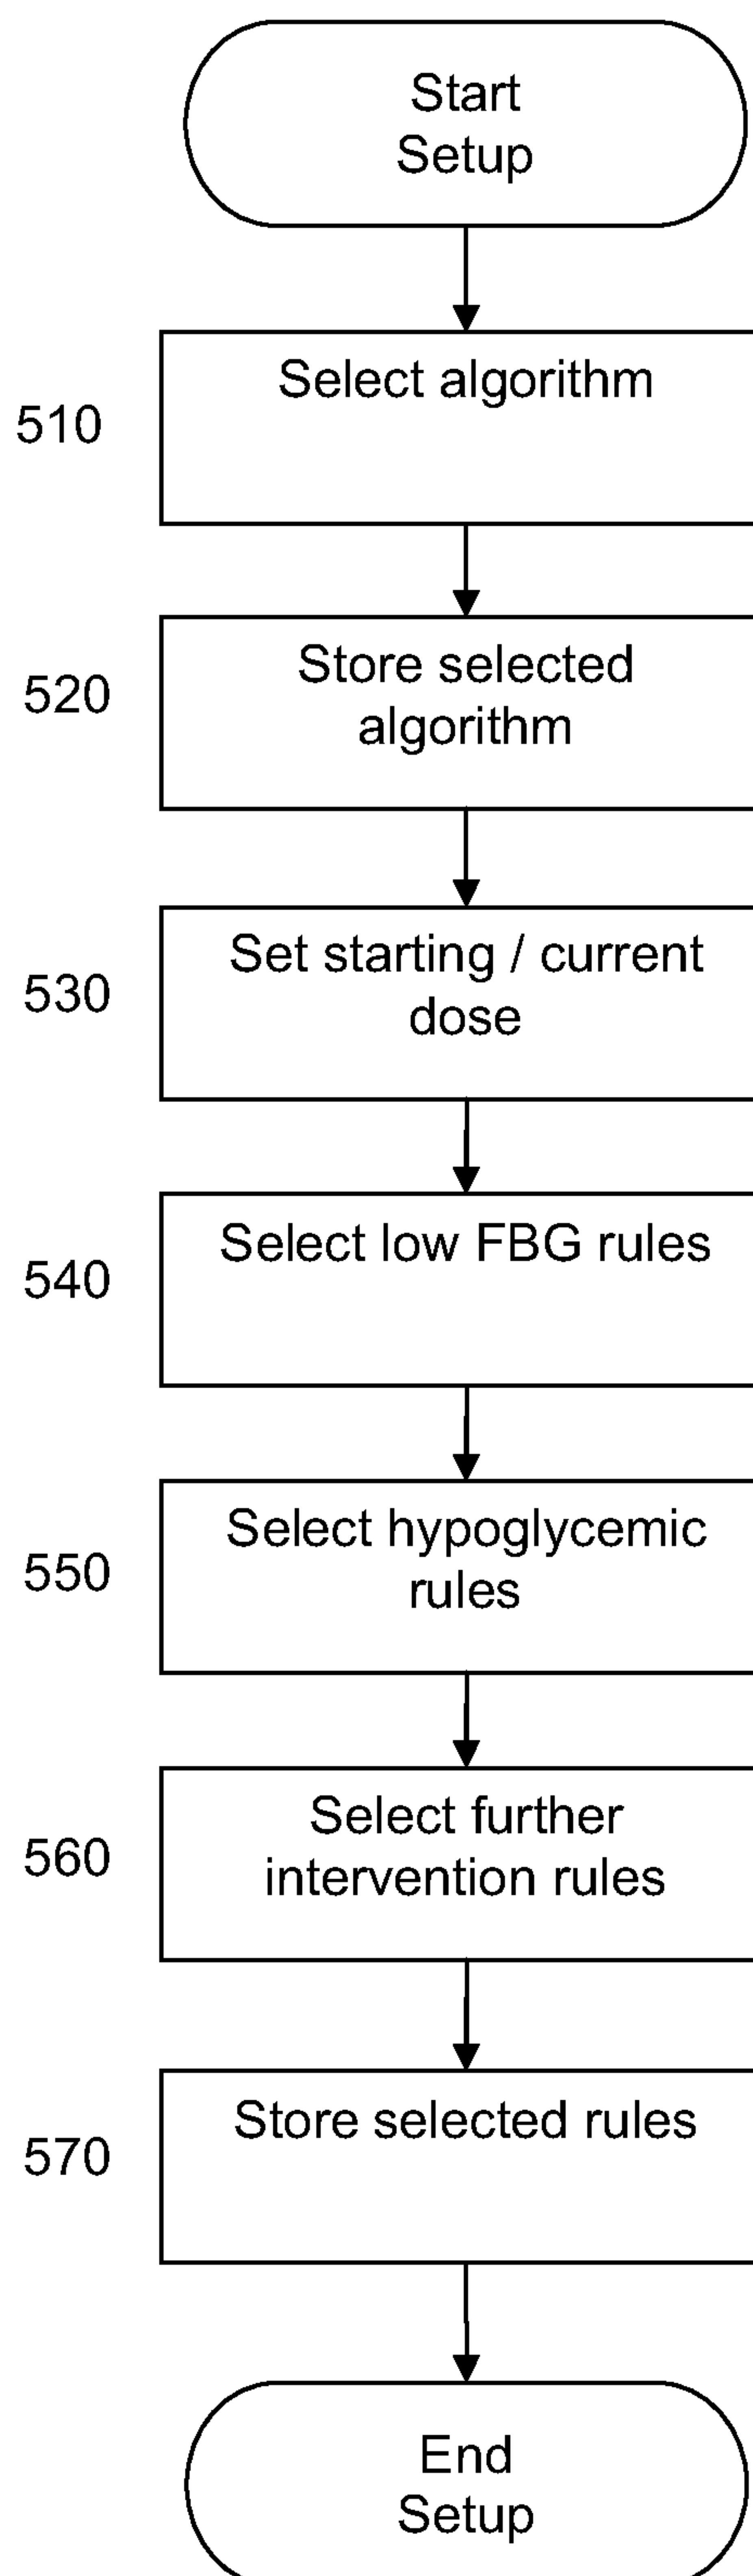 Start
Setup
510
Select algorithm
520
Store selected
algorithm
530
Set starting / current
dose
540
Select low FBG rules
550
Select hypoglycemic
rules
560
Select further
intervention rules
570
Store selected rules
End
Setup